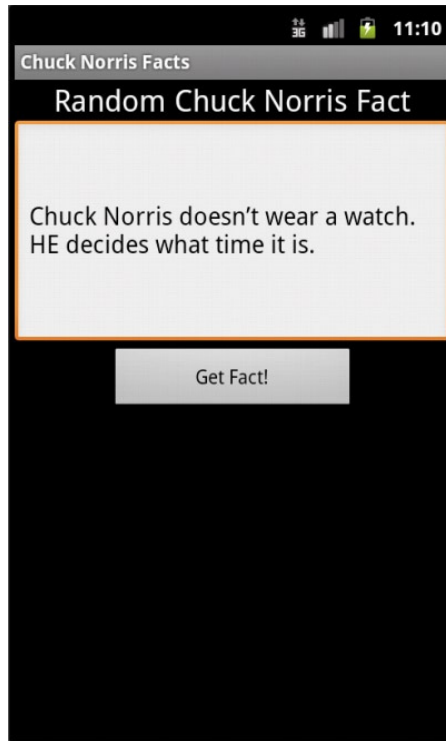 3G 11:10
Chuck Norris Facts
Random Chuck Norris Fact
Chuck Norris doesn’t wear a watch.
HE decides what time it is.
Get Fact!